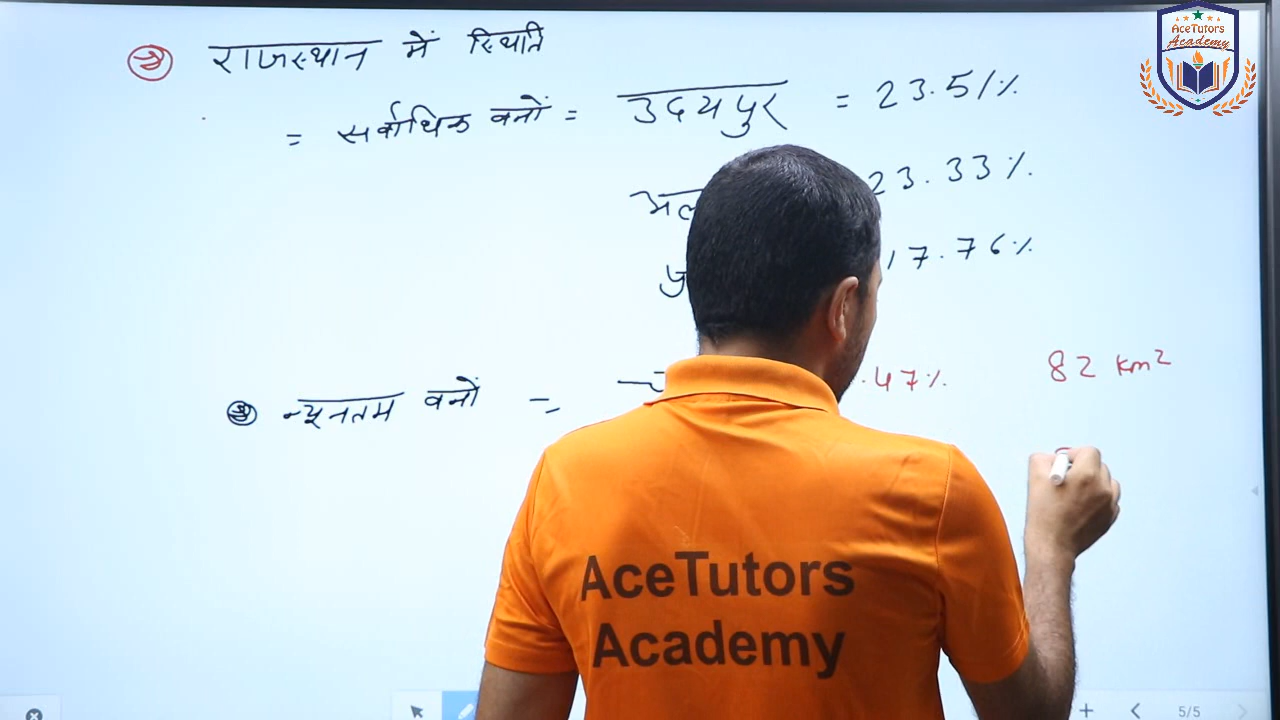 AceTutors
Academy
राजस्थान में स्थिति
= सर्वाधिक वनों = उदयपुर = 23.51%
23.33%
17.76%
न्यूनतम वनों = .47% 82 km²
AceTutors
Academy
5/5